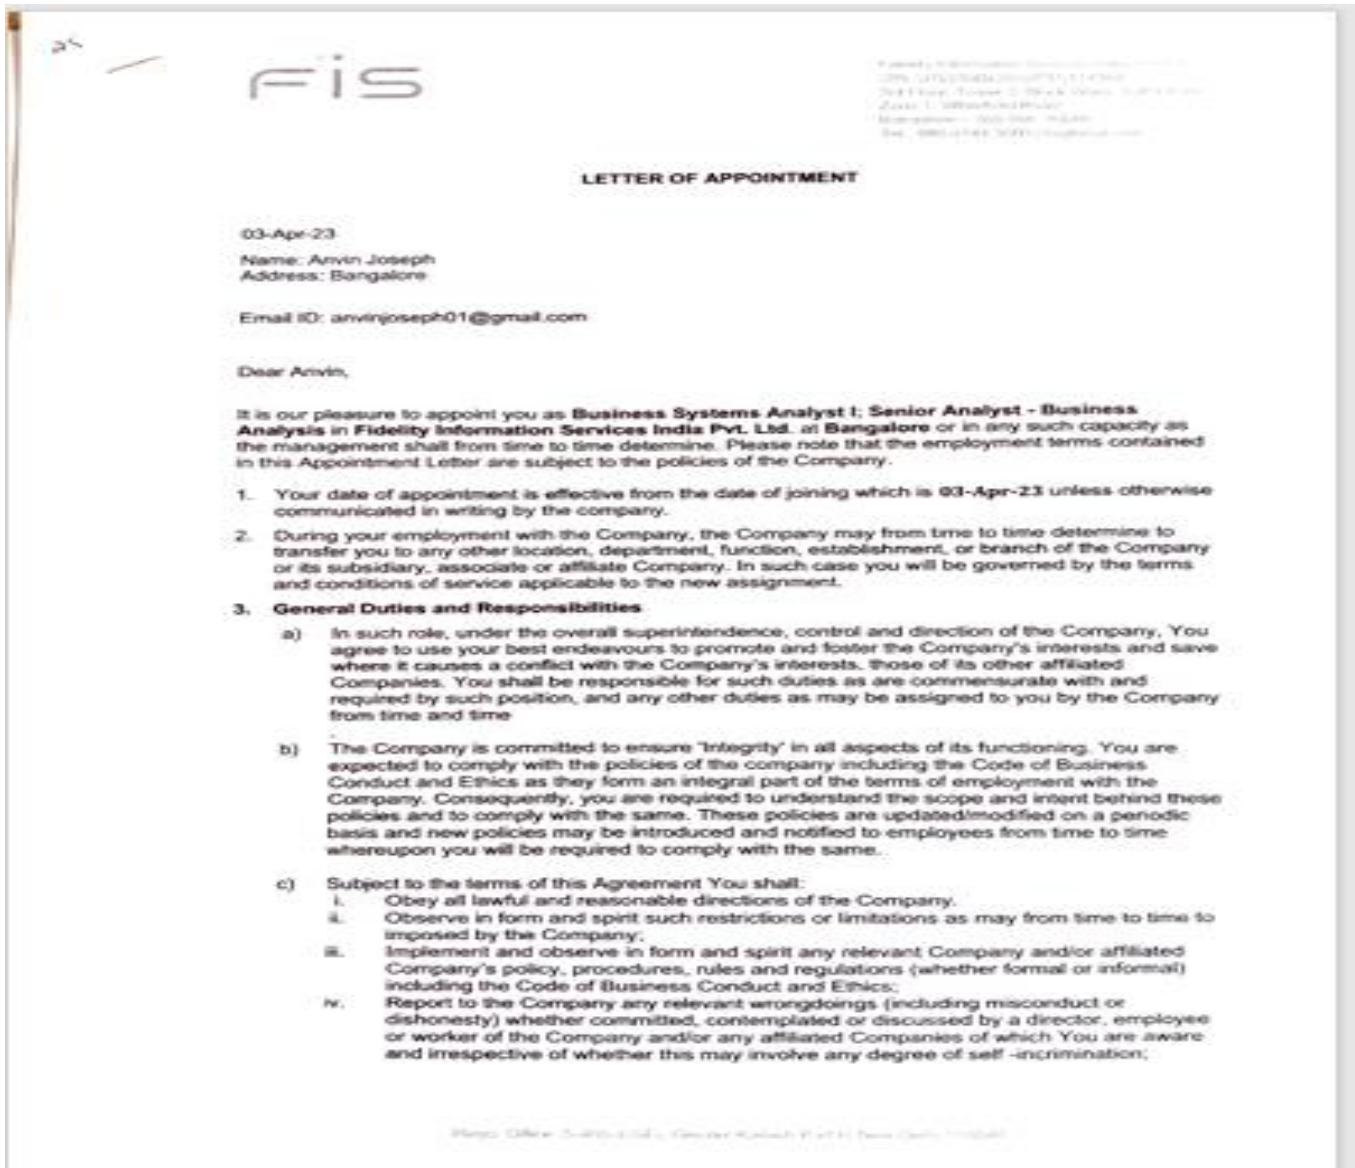 FIS
LETTER OF APPOINTMENT
03-Apr-23
Name: Anvin Joseph
Address: Bangalore
Email ID: anvinjoseph01@gmail.com
Dear Anvin,
It is our pleasure to appoint you as Business Systems Analyst I; Senior Analyst - Business
Analysis in Fidelity Information Services India Pvt. Ltd. at Bangalore or in any such capacity as
the management shall from time to time determine. Please note that the employment terms contained
in this Appointment Letter are subject to the policies of the Company.
1. Your date of appointment is effective from the date of joining which is 03-Apr-23 unless otherwise
communicated in writing by the company.
2. During your employment with the Company, the Company may from time to time determine to
transfer you to any other location, department, function, establishment, or branch of the Company
or its subsidiary, associate or affiliate Company. In such case you will be governed by the terms
and conditions of service applicable to the new assignment.
3. General Duties and Responsibilities
a) In such role, under the overall superintendence, control and direction of the Company, You
agree to use your best endeavours to promote and foster the Company's interests and save
where it causes a conflict with the Company's interests, those of its other affiliated
Companies. You shall be responsible for such duties as are commensurate with and
required by such position, and any other duties as may be assigned to you by the Company
from time and time
.
b) The Company is committed to ensure 'Integrity' in all aspects of its functioning. You are
expected to comply with the policies of the company including the Code of Business
Conduct and Ethics as they form an integral part of the terms of employment with the
Company. Consequently, you are required to understand the scope and intent behind these
policies and to comply with the same. These policies are updated/modified on a periodic
basis and new policies may be introduced and notified to employees from time to time
whereupon you will be required to comply with the same.
c) Subject to the terms of this Agreement You shall:
i. Obey all lawful and reasonable directions of the Company.
ii. Observe in form and spirit such restrictions or limitations as may from time to time to
imposed by the Company;
iii. Implement and observe in form and spirit any relevant Company and/or affiliated
Company's policy, procedures, rules and regulations (whether formal or informal)
including the Code of Business Conduct and Ethics;
iv. Report to the Company any relevant wrongdoings (including misconduct or
dishonesty) whether committed, contemplated or discussed by a director, employee
or worker of the Company and/or any affiliated Companies of which You are aware
and irrespective of whether this may involve any degree of self -incrimination;